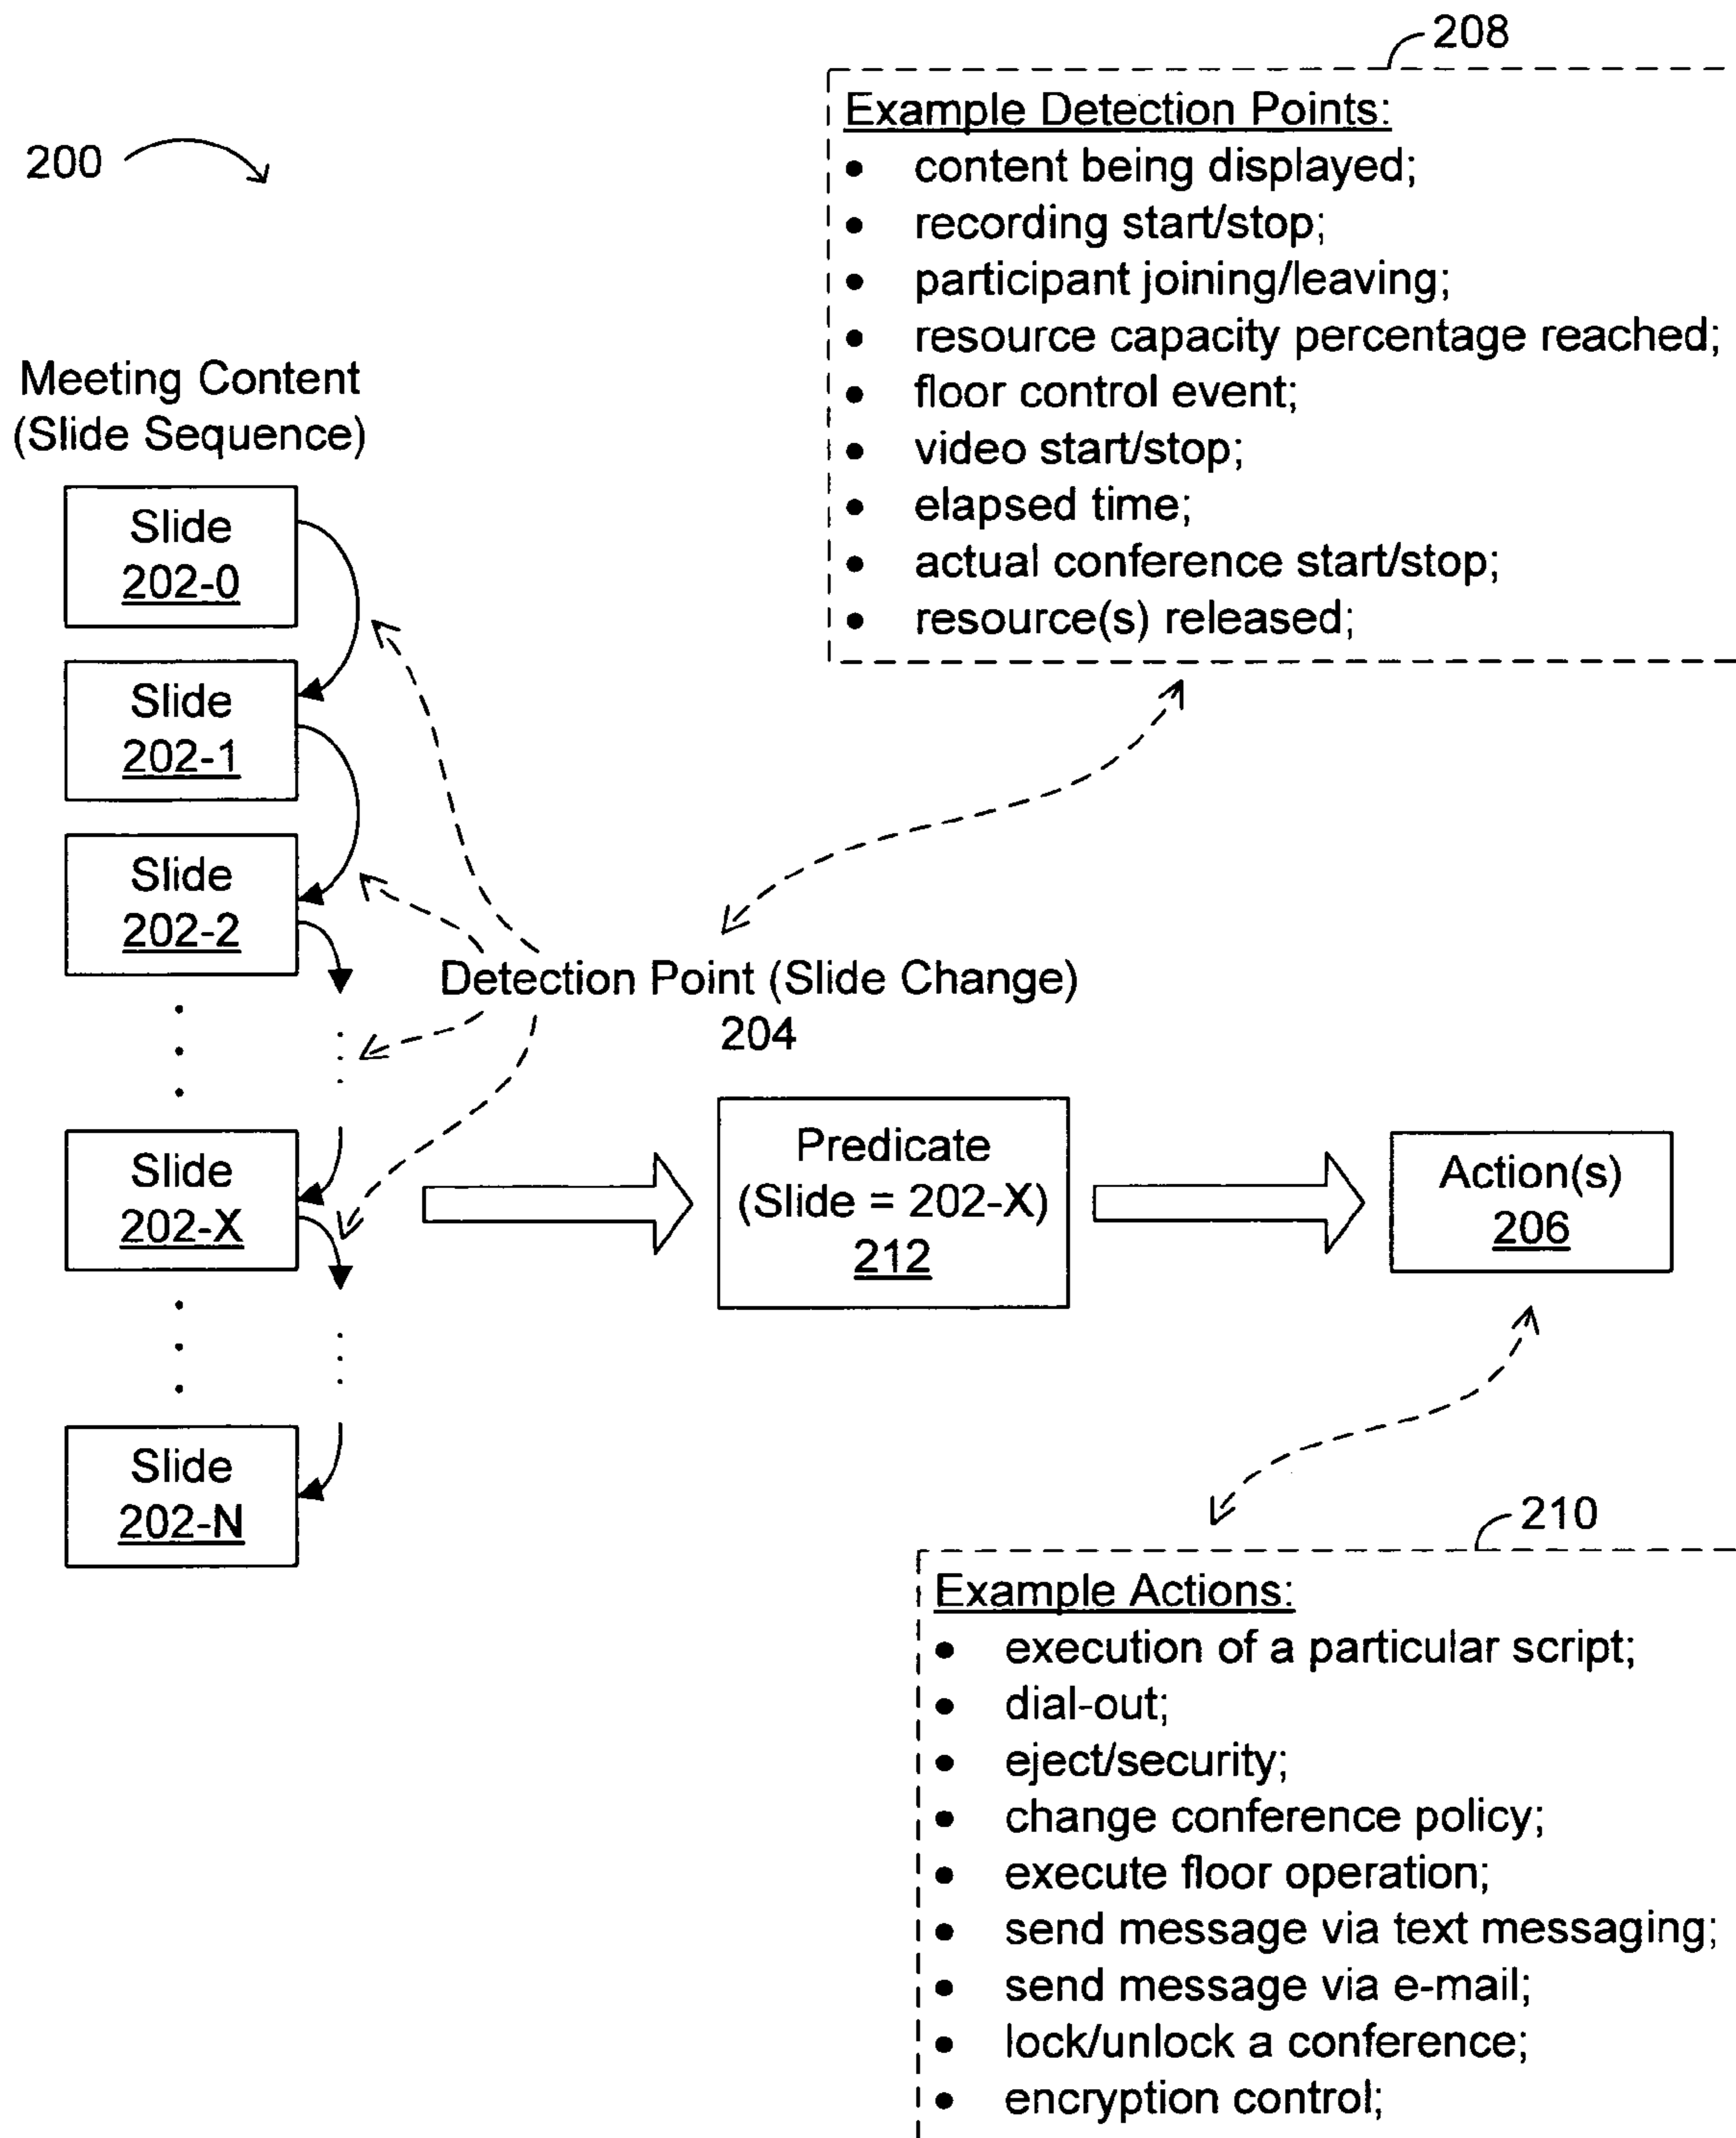 208
Example Detection Points:
• content being displayed;
• recording start/stop;
• participant joining/leaving;
• resource capacity percentage reached;
• floor control event;
• video start/stop;
• elapsed time;
• actual conference start/stop;
• resource(s) released;
200
Meeting Content
(Slide Sequence)
Slide
202-0
Slide
202-1
Slide
202-2
Detection Point (Slide Change)
204
Slide
202-X
Predicate
(Slide = 202-X)
212
Action(s)
206
Slide
202-N
210
Example Actions:
• execution of a particular script;
• dial-out;
• eject/security;
• change conference policy;
• execute floor operation;
• send message via text messaging;
• send message via e-mail;
• lock/unlock a conference;
• encryption control;